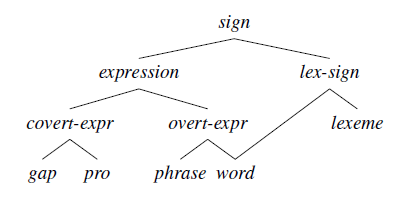 sign
expression lex-sign
covert-expr overt-expr lexeme
gap pro phrase word